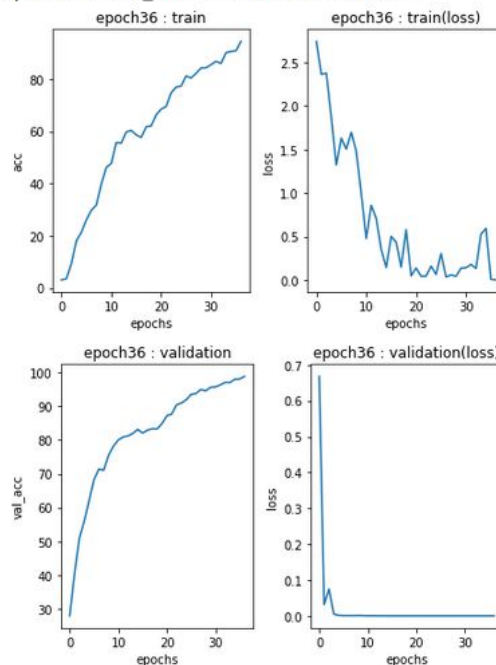 epoch36 : train
acc
80
60
40
20
0
0 10 20 30
epochs
epoch36 : train(loss)
loss
2.5
2.0
1.5
1.0
0.5
0.0
0 10 20 30
epochs
epoch36 : validation
val_acc
100
90
80
70
60
50
40
30
0 10 20 30
epochs
epoch36 : validation(loss)
loss
0.7
0.6
0.5
0.4
0.3
0.2
0.1
0.0
0 10 20 30
epochs